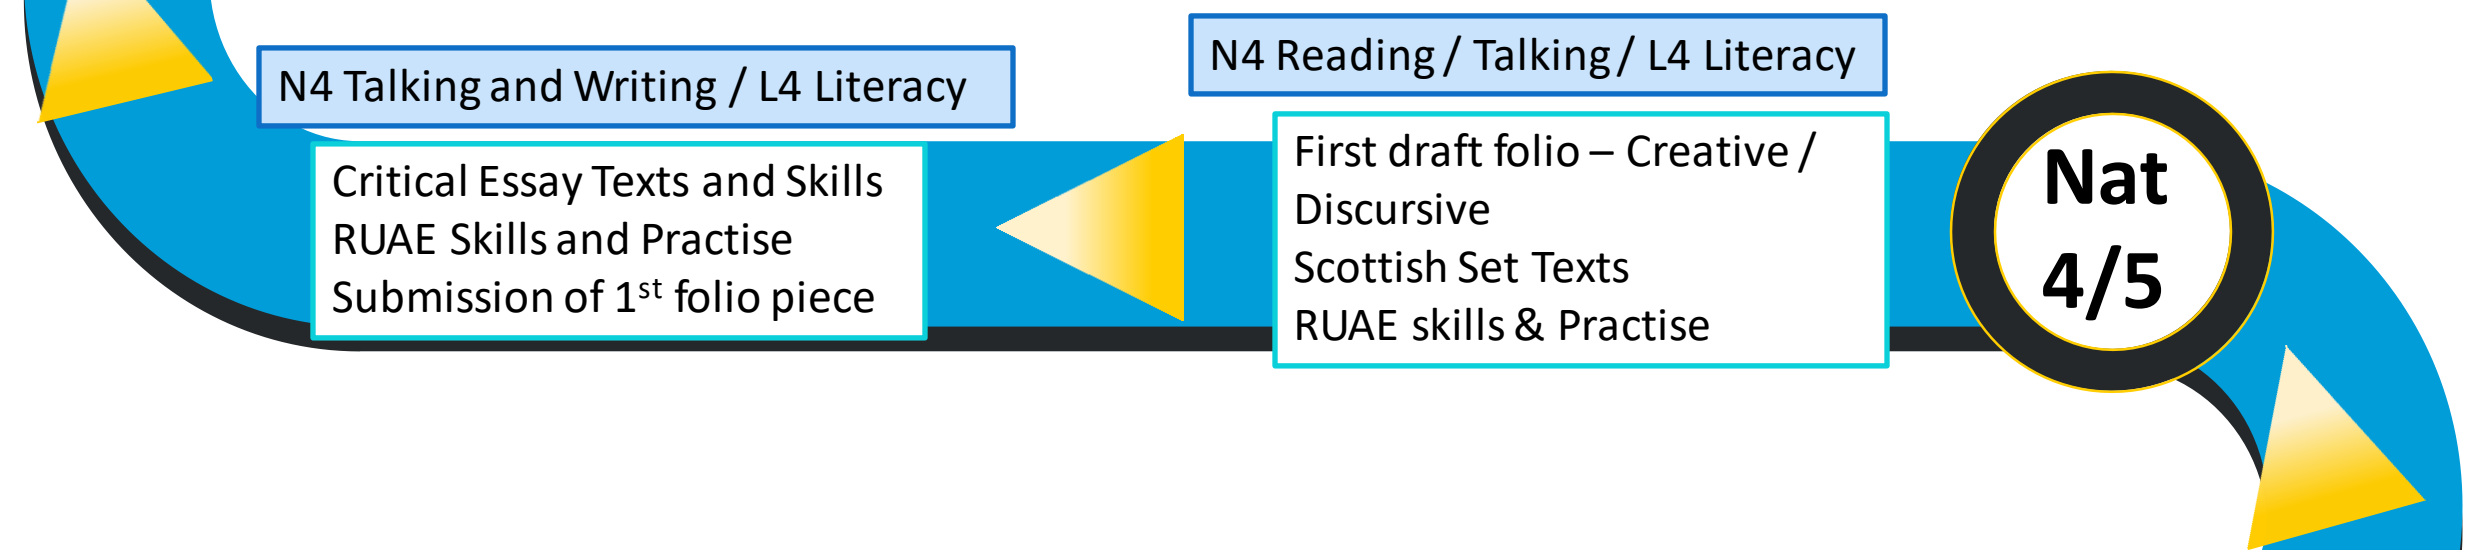 N4 Talking and Writing / L4 Literacy
Critical Essay Texts and Skills
RUAE Skills and Practise
Submission of 1st folio piece
N4 Reading / Talking / L4 Literacy
First draft folio – Creative /
Discursive
Scottish Set Texts
RUAE skills & Practise
Nat
4/5